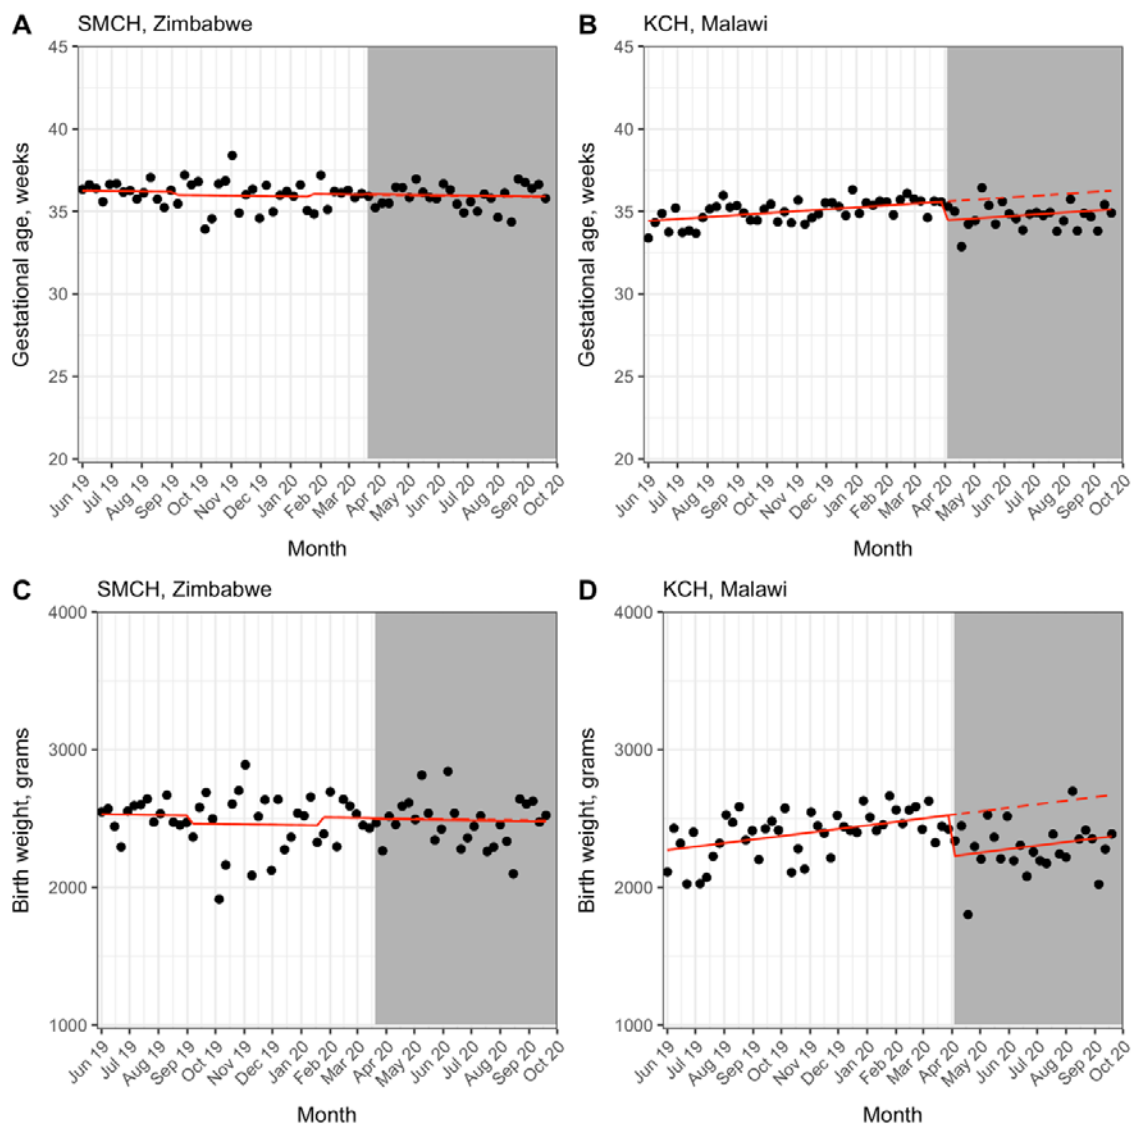 A SMCH, Zimbabwe
45
40
35
30
25
20
Gestational age, weeks
Jun 19 Jul 19 Aug 19 Sep 19 Oct 19 Nov 19 Dec 19 Jan 20 Feb 20 Mar 20 Apr 20 May 20 Jun 20 Jul 20 Aug 20 Sep 20 Oct 20
Month
B KCH, Malawi
45
40
35
30
25
20
Gestational age, weeks
Jun 19 Jul 19 Aug 19 Sep 19 Oct 19 Nov 19 Dec 19 Jan 20 Feb 20 Mar 20 Apr 20 May 20 Jun 20 Jul 20 Aug 20 Sep 20 Oct 20
Month
C SMCH, Zimbabwe
4000
3000
2000
1000
Birth weight, grams
Jun 19 Jul 19 Aug 19 Sep 19 Oct 19 Nov 19 Dec 19 Jan 20 Feb 20 Mar 20 Apr 20 May 20 Jun 20 Jul 20 Aug 20 Sep 20 Oct 20
Month
D KCH, Malawi
4000
3000
2000
1000
Birth weight, grams
Jun 19 Jul 19 Aug 19 Sep 19 Oct 19 Nov 19 Dec 19 Jan 20 Feb 20 Mar 20 Apr 20 May 20 Jun 20 Jul 20 Aug 20 Sep 20 Oct 20
Month